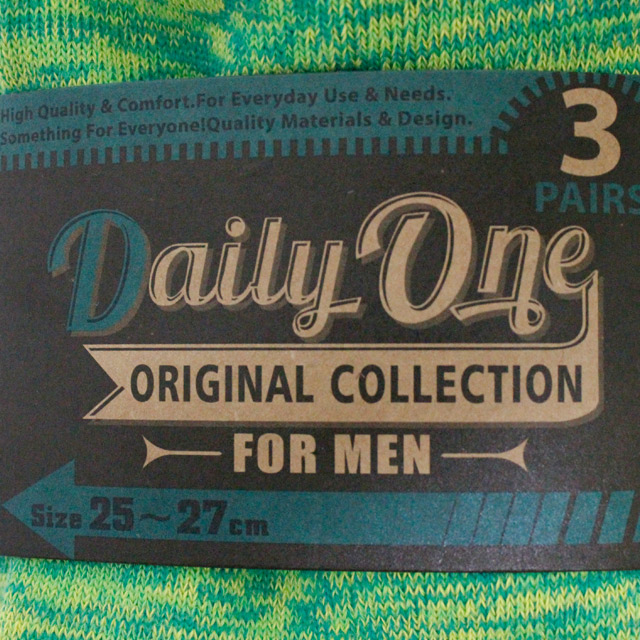 High Quality & Comfort.For Everyday Use & Needs.
Something For Everyone!Quality Materials & Design.
3
PAIRS
Daily One
ORIGINAL COLLECTION
FOR MEN
Size 25~27cm